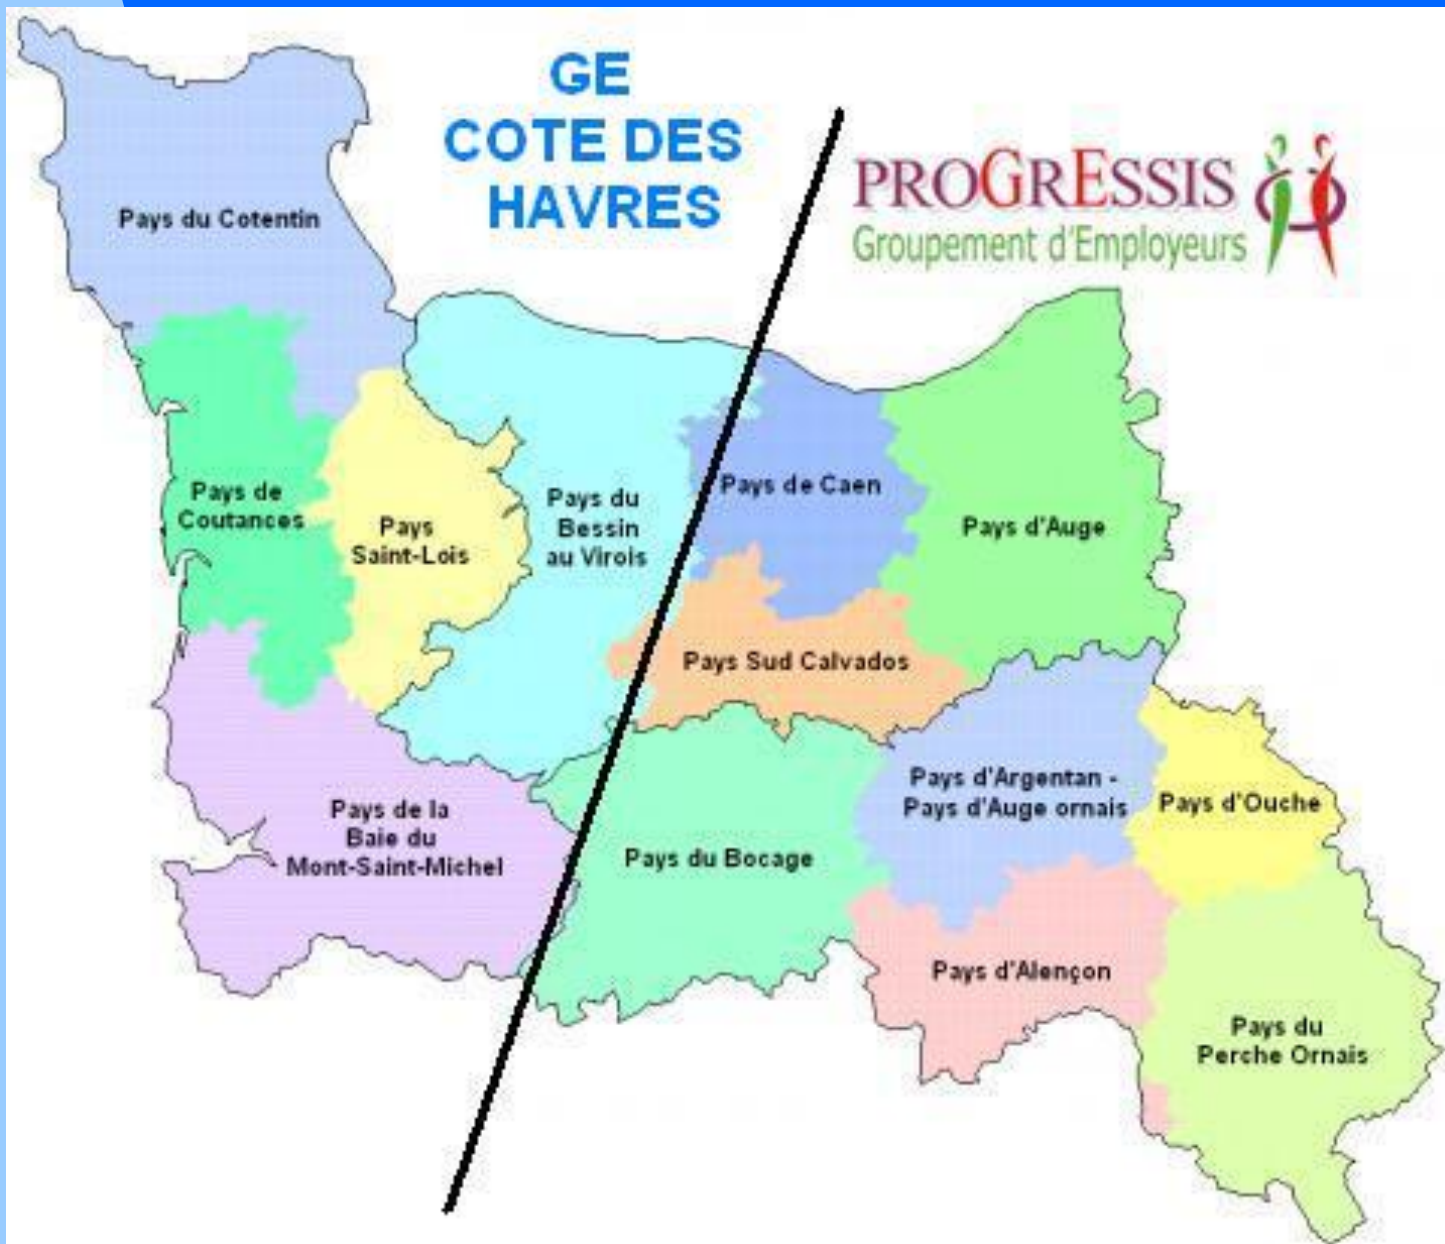 GE
COTE DES
HAVRES
PROGRESSIS
Groupement d'Employeurs
Pays du Cotentin
Pays de
Coutances
Pays
Saint-Lois
Pays du
Bessin
au Virois
Pays de Caen
Pays d'Auge
Pays Sud Calvados
Pays de la
Baie du
Mont-Saint-Michel
Pays du Bocage
Pays d'Argentan -
Pays d'Auge ornais
Pays d'Ouche
Pays d'Alençon
Pays du
Perche Ornais